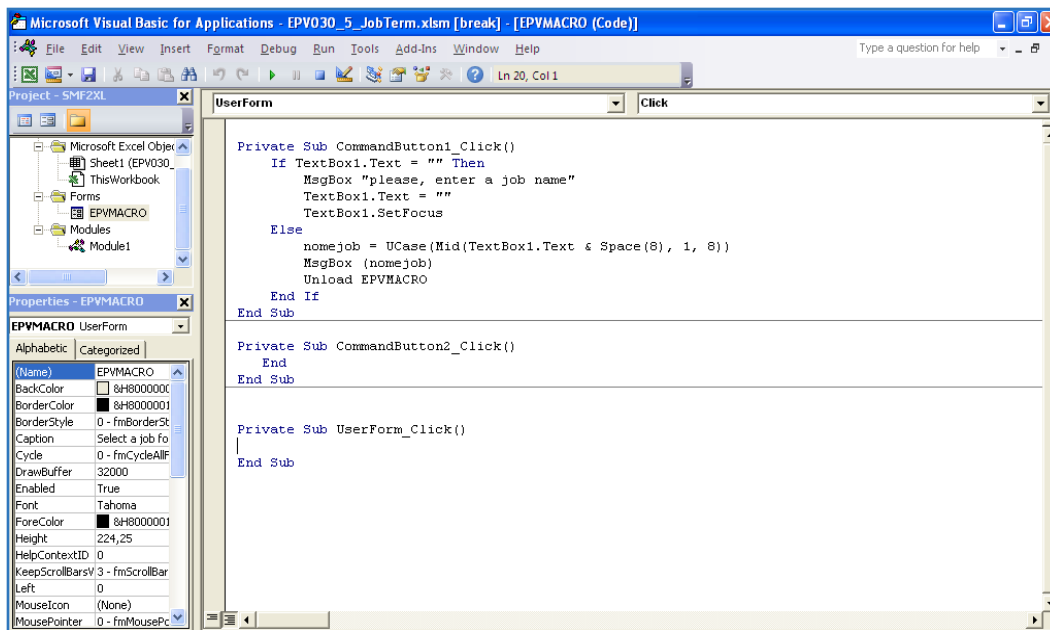 Microsoft Visual Basic for Applications - EPV030_5_JobTerm.xlsm [break] - [EPVMACRO (Code)]
File Edit View Insert Format Debug Run Tools Add-Ins Window Help Type a question for help
Ln 20, Col 1
Project - SMF2XL
UserForm Click
Microsoft Excel Objec
Sheet1 (EPV030_
ThisWorkbook
Forms
EPVMACRO
Modules
Module1
Properties - EPVMACRO
EPVMACRO UserForm
Alphabetic Categorized
(Name) EPVMACRO
BackColor &H8000000
BorderColor &H8000001
BorderStyle 0 - fmBorderSt
Caption Select a job fo
Cycle 0 - fmCycleAllF
DrawBuffer 32000
Enabled True
Font Tahoma
ForeColor &H8000001
Height 224,25
HelpContextID 0
KeepScrollBarsV 3 - fmScrollBar
Left 0
MouseIcon (None)
MousePointer 0 - fmMousePo
Private Sub CommandButton1_Click()
If TextBox1.Text = "" Then
MsgBox "please, enter a job name"
TextBox1.Text = ""
TextBox1.SetFocus
Else
nomejob = UCase(Mid(TextBox1.Text & Space(8), 1, 8))
MsgBox (nomejob)
Unload EPVMACRO
End If
End Sub
Private Sub CommandButton2_Click()
End
End Sub
Private Sub UserForm_Click()
End Sub